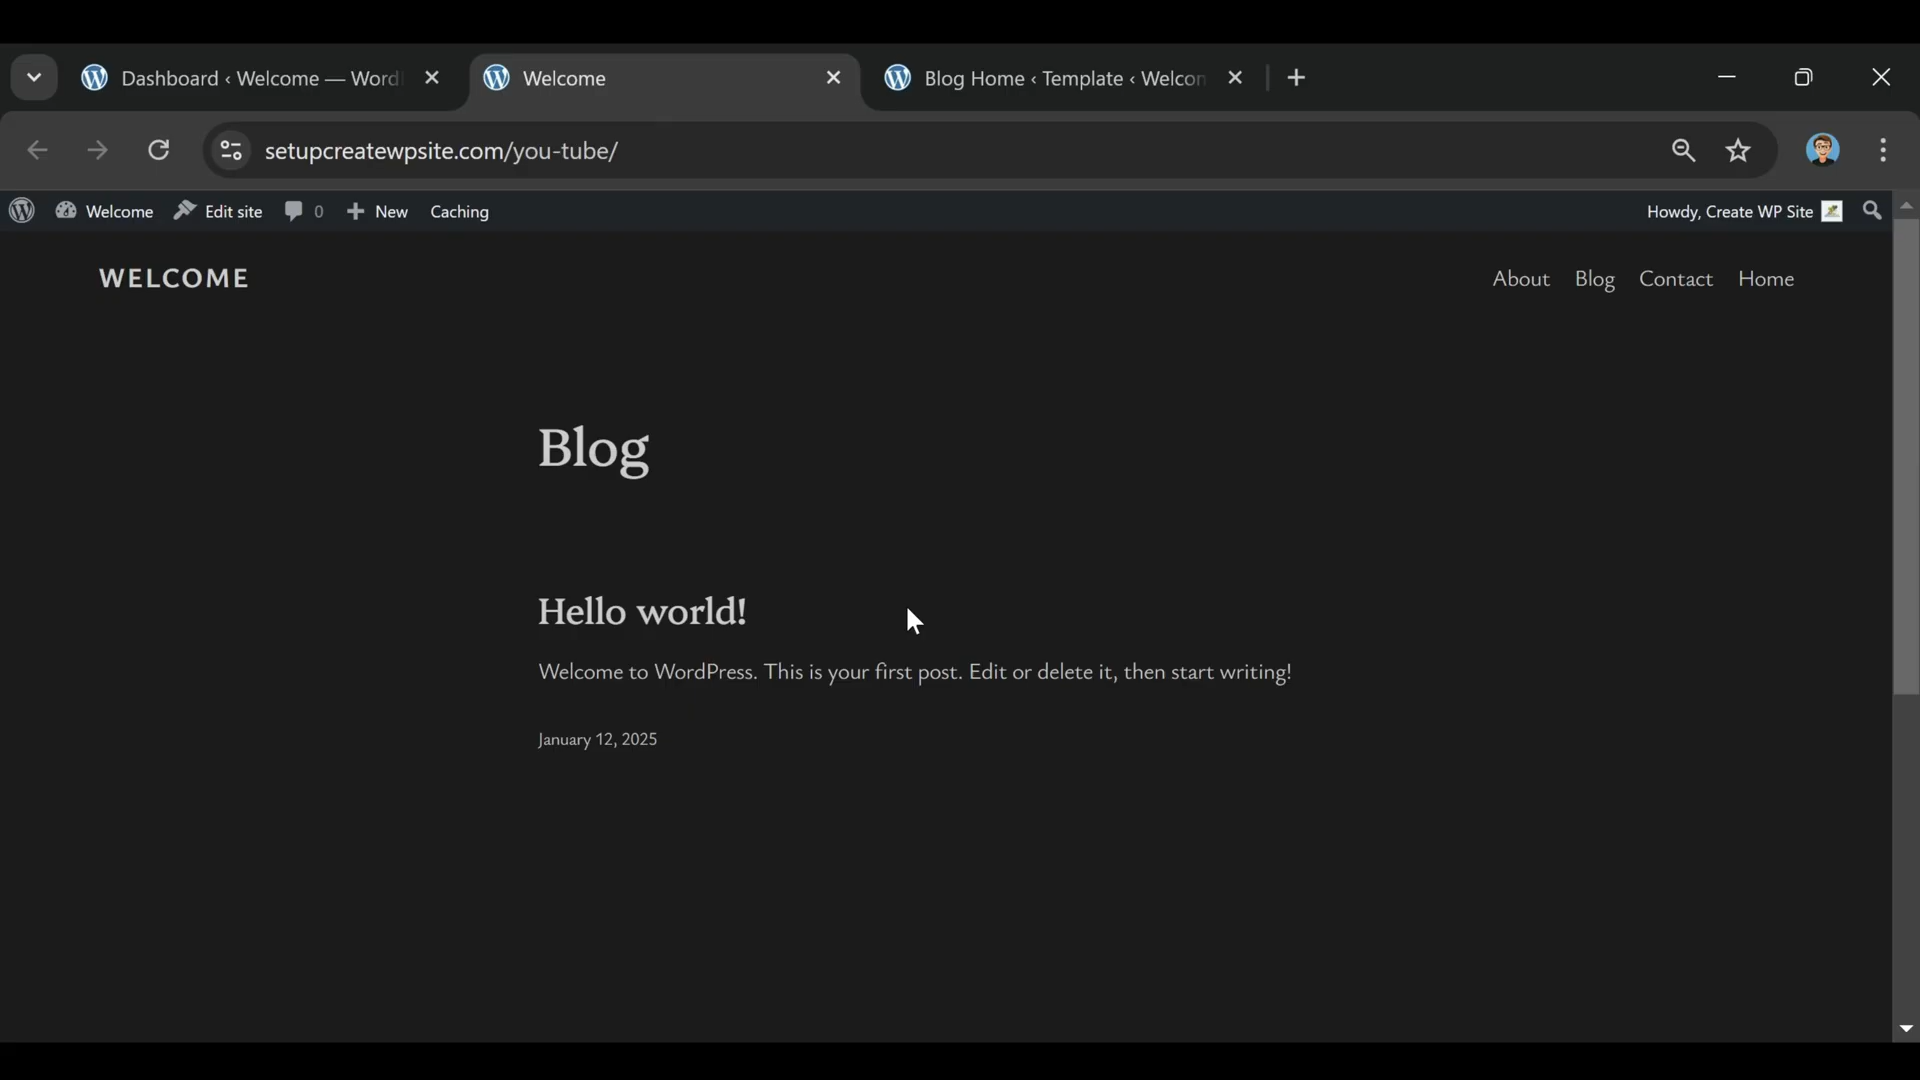 Dashboard ‹ Welcome — Word
Welcome
Blog Home ‹ Template ‹ Welcom
setupcreatewpsite.com/you-tube/
Welcome
Edit site
0
New
Caching
Howdy, Create WP Site
WELCOME
About
Blog
Contact
Home
Blog
Hello world!
Welcome to WordPress. This is your first post. Edit or delete it, then start writing!
January 12, 2025